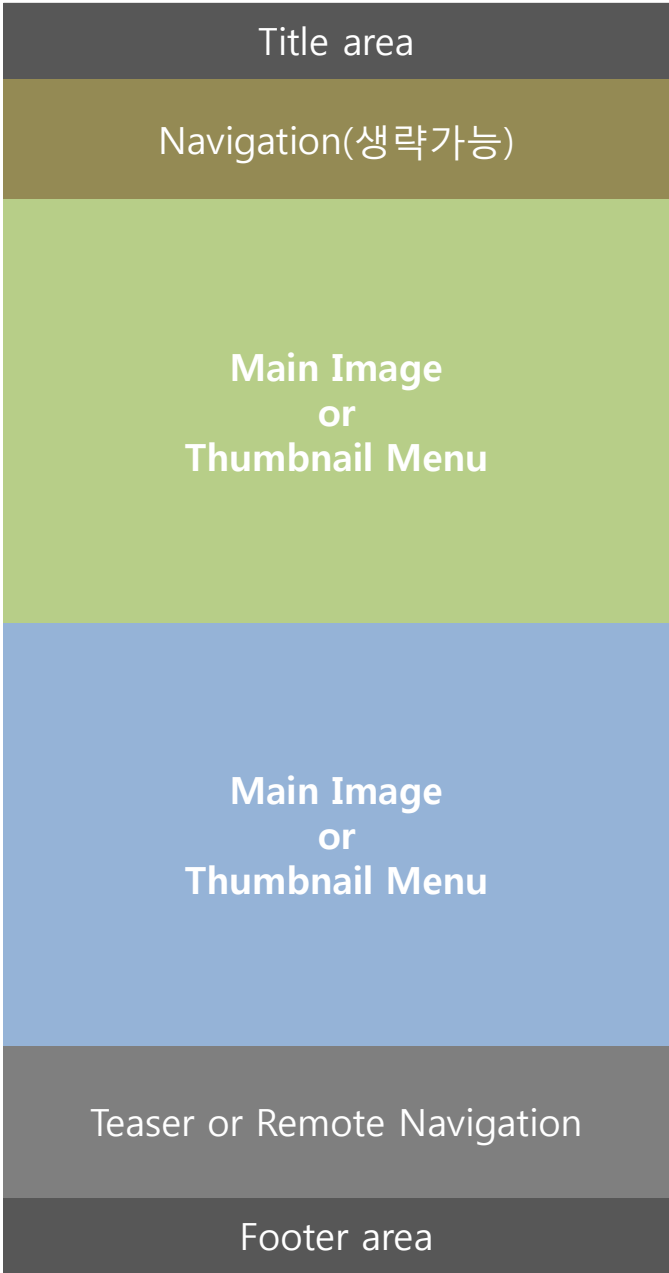 Title area
Navigation(생략가능)
Main Image
or
Thumbnail Menu
Main Image
or
Thumbnail Menu
Teaser or Remote Navigation
Footer area